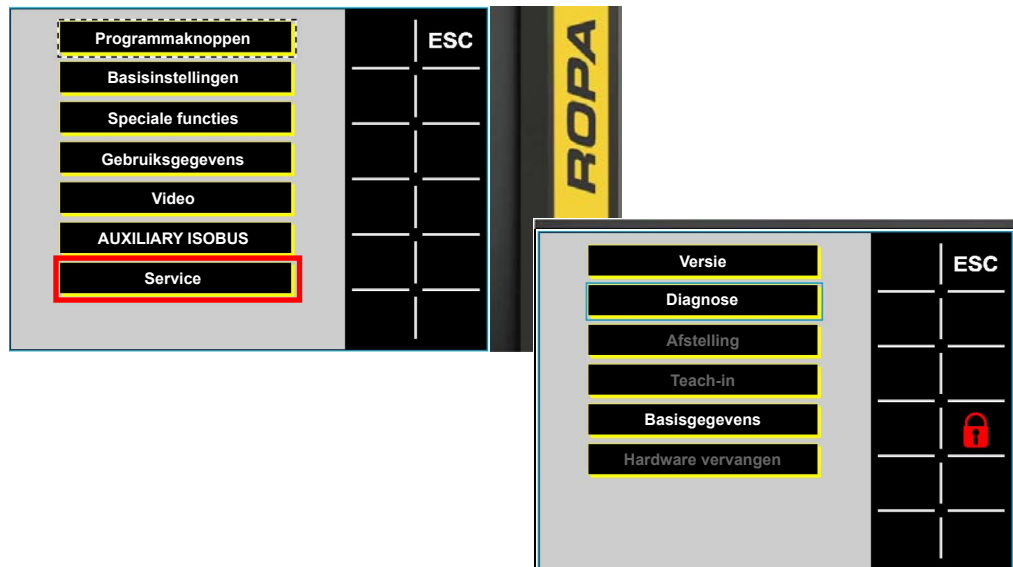 Programmaknoppen
ESC
Basisinstellingen
Speciale functies
Gebruiksgegevens
Video
AUXILIARY ISOBUS
Service
ROPA
Versie
ESC
Diagnose
Afstelling
Teach-in
Basisgegevens
Hardware vervangen